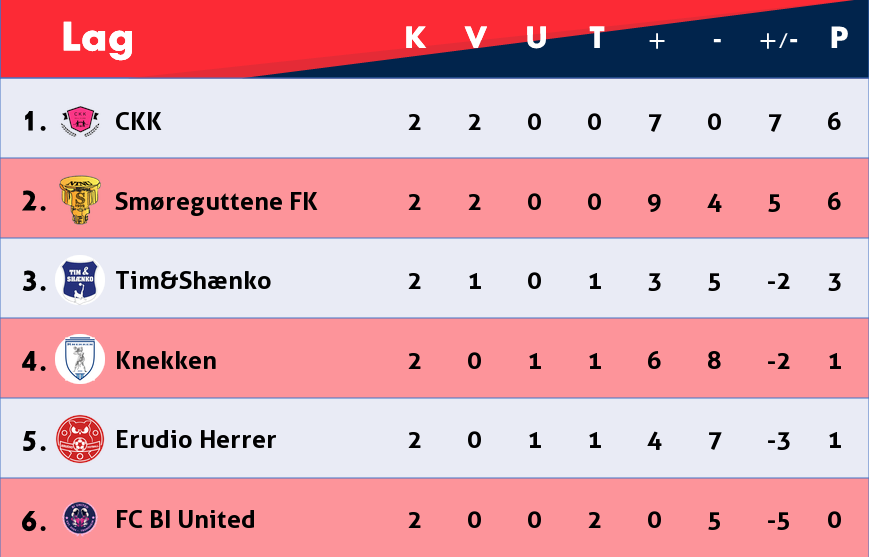 Lag K V U T + - +/- P
1. CKK 2 2 0 0 7 0 7 6
2. Smøreguttene FK 2 2 0 0 9 4 5 6
3. TIM & SHÆNKO Tim&Shænko 2 1 0 1 3 5 -2 3
4. Knekken 2 0 1 1 6 8 -2 1
5. Erudio Herrer 2 0 1 1 4 7 -3 1
6. FC BI United 2 0 0 2 0 5 -5 0